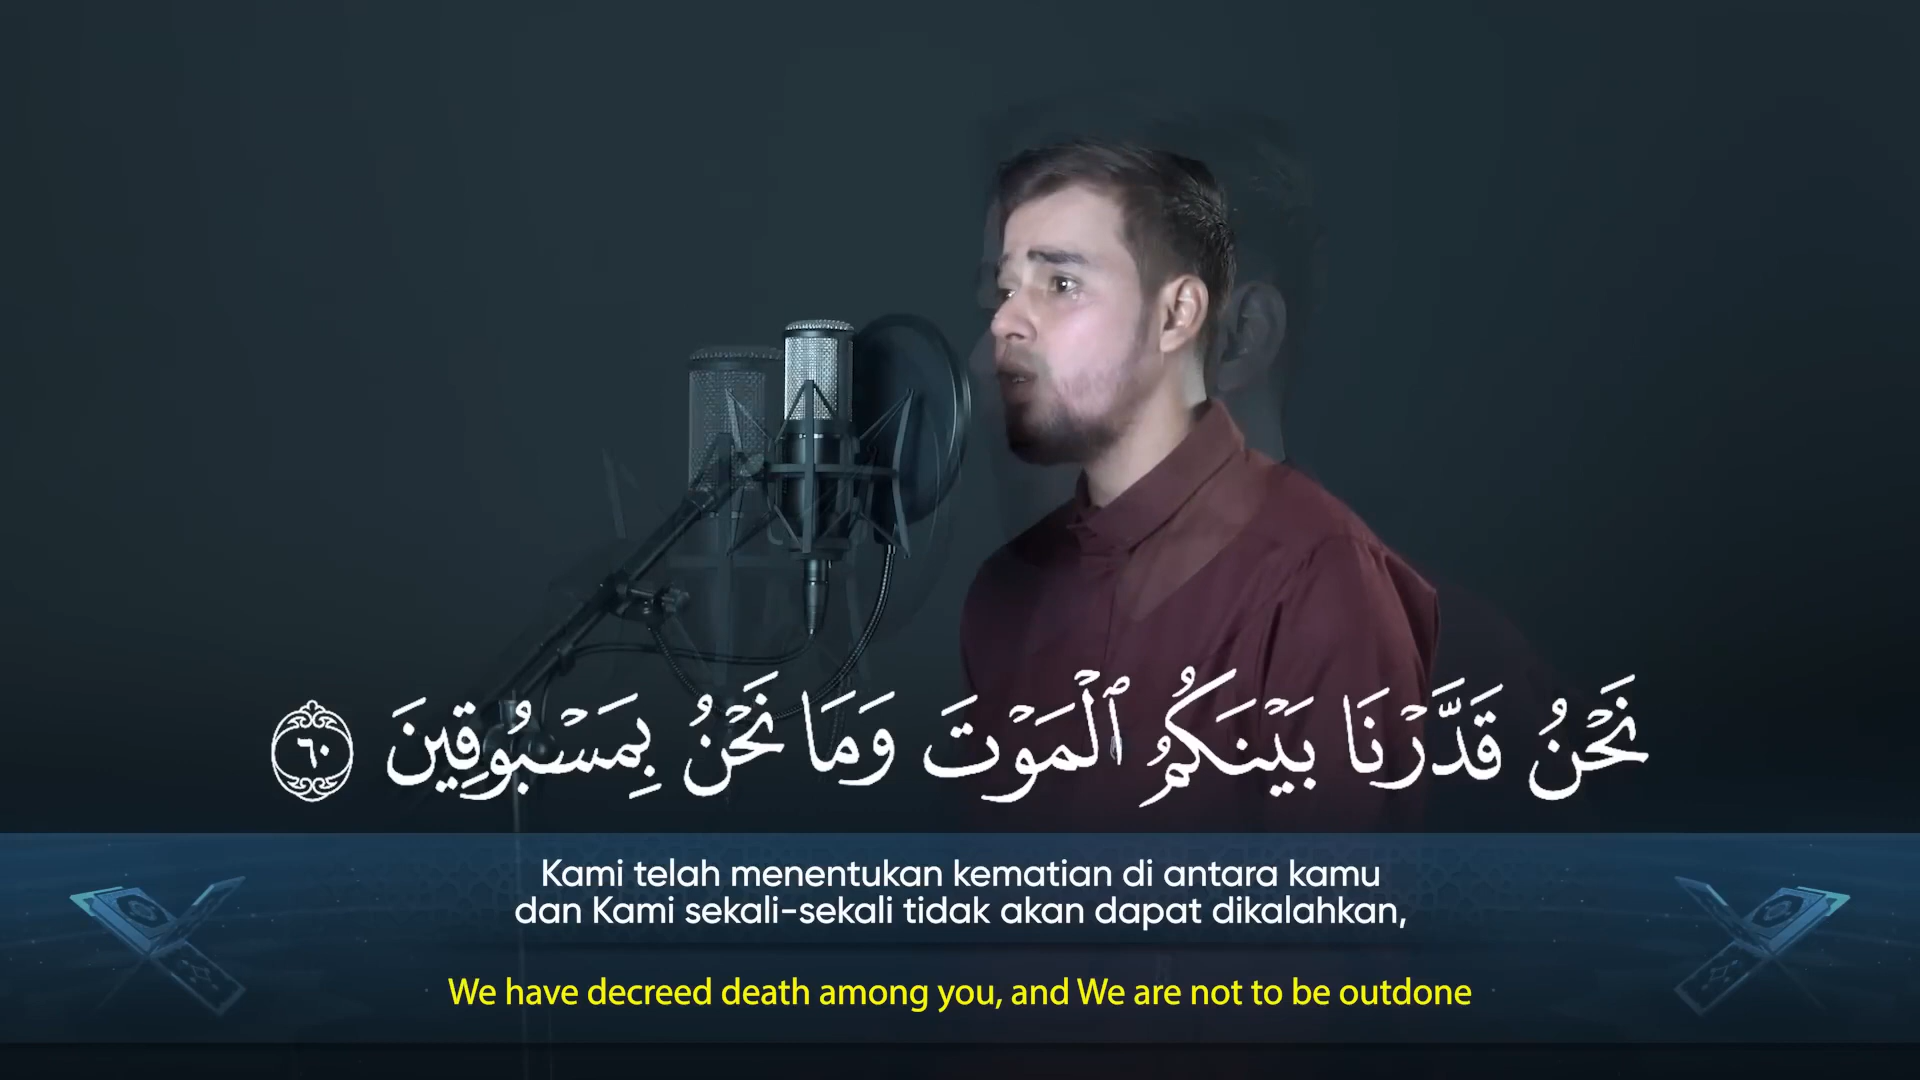 نَحْنُ قَدَّرْنَا بَيْنَكُمُ ٱلْمَوْتَ وَمَا نَحْنُ بِمَسْبُوقِينَ ٦٠
Kami telah menentukan kematian di antara kamu
dan Kami sekali-sekali tidak akan dapat dikalahkan,
We have decreed death among you, and We are not to be outdone